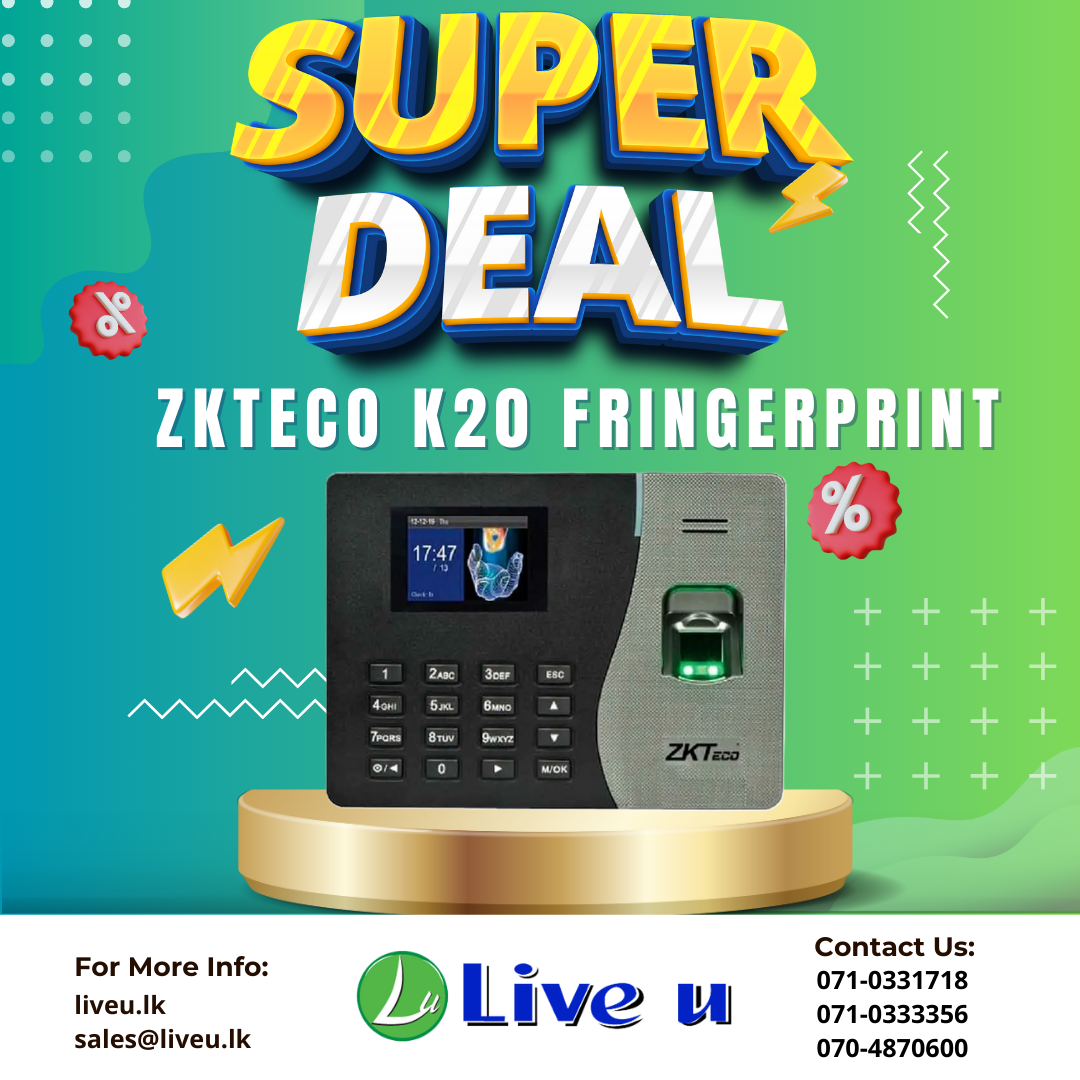 SUPER
DEAL
ZKTECO K20 FRINGERPRINT
12-12-19 Thu
17:47
/ 13
Clock-In
1 2ABC 3DEF ESC
4GHI 5JKL 6MNO ▲
7PQRS 8TUV 9WXYZ ▼
/◀ 0 ▶ M/OK
ZKTECO
For More Info:
liveu.lk
sales@liveu.lk
Lu Live u
Contact Us:
071-0331718
071-0333356
070-4870600